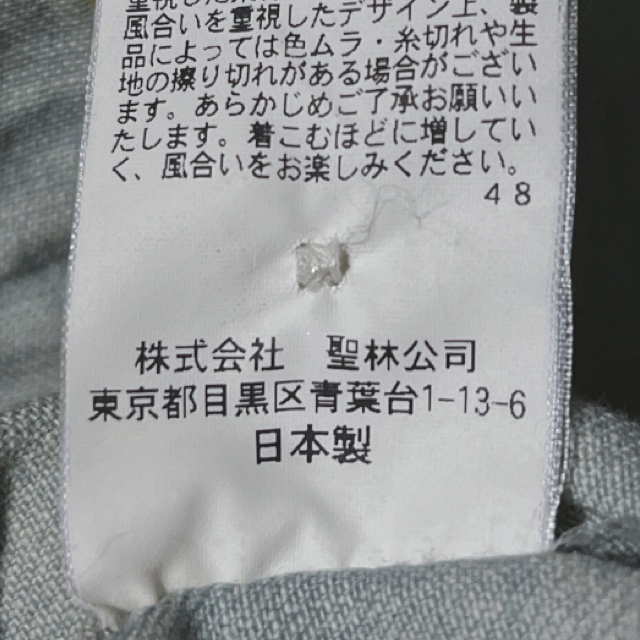 風合いを重視したデザイン上、製
品によっては色ムラ・糸切れや生
地の擦り切れがある場合がござい
ます。あらかじめご了承お願いい
たします。着こむほどに増してい
く、風合いをお楽しみください。
48
株式会社 聖林公司
東京都目黒区青葉台1-13-6
日本製